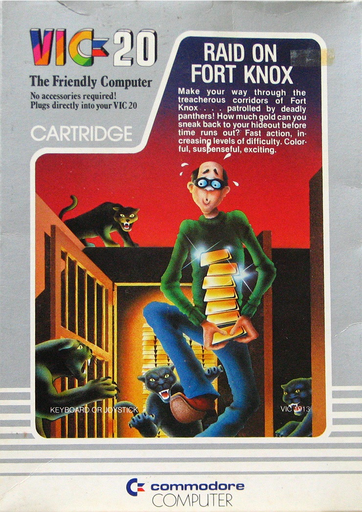 VIC 20
The Friendly Computer
No accessories required!
Plugs directly into your VIC 20
CARTRIDGE
RAID ON
FORT KNOX
Make your way through the
treacherous corridors of Fort
Knox . . . patrolled by deadly
panthers! How much gold can you
sneak back to your hideout before
time runs out? Fast action, in-
creasing levels of difficulty. Color-
ful, suspenseful, exciting.
KEYBOARD OR JOYSTICK
VIC-1913
commodore
COMPUTER